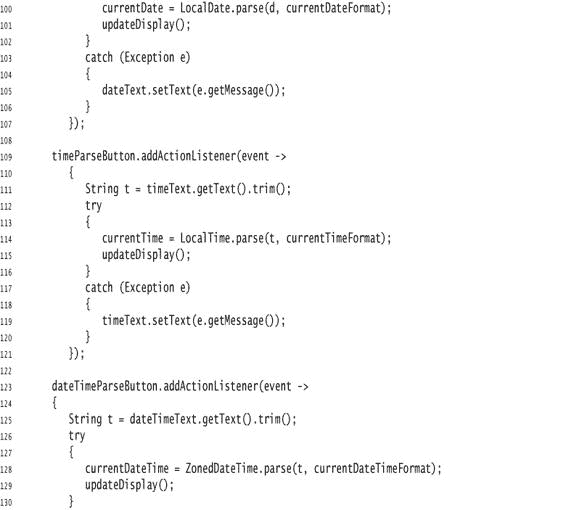 100 currentDate = LocalDate.parse(d, currentDateFormat);
101 updateDisplay();
102 }
103 catch (Exception e)
104 {
105 dateText.setText(e.getMessage());
106 }
107 });
108
109 timeParseButton.addActionListener(event ->
110 {
111 String t = timeText.getText().trim();
112 try
113 {
114 currentTime = LocalTime.parse(t, currentTimeFormat);
115 updateDisplay();
116 }
117 catch (Exception e)
118 {
119 timeText.setText(e.getMessage());
120 }
121 });
122
123 dateTimeParseButton.addActionListener(event ->
124 {
125 String t = dateTimeText.getText().trim();
126 try
127 {
128 currentDateTime = ZonedDateTime.parse(t, currentDateTimeFormat);
129 updateDisplay();
130 }